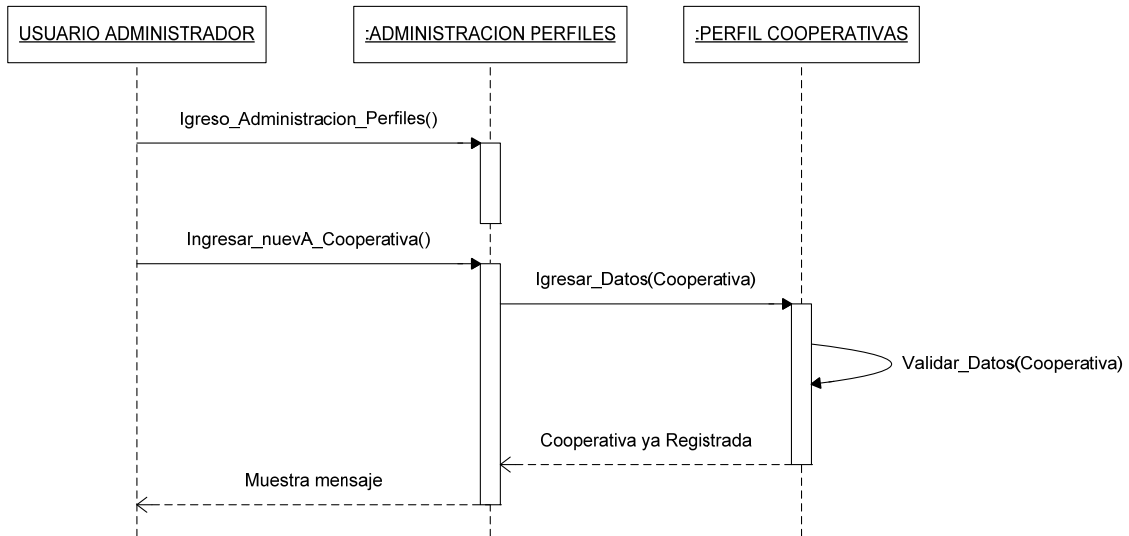 USUARIO ADMINISTRADOR
:ADMINISTRACION PERFILES
:PERFIL COOPERATIVAS
Igreso_Administracion_Perfiles()
Ingresar_nuevA_Cooperativa()
Igresar_Datos(Cooperativa)
Validar_Datos(Cooperativa)
Cooperativa ya Registrada
Muestra mensaje